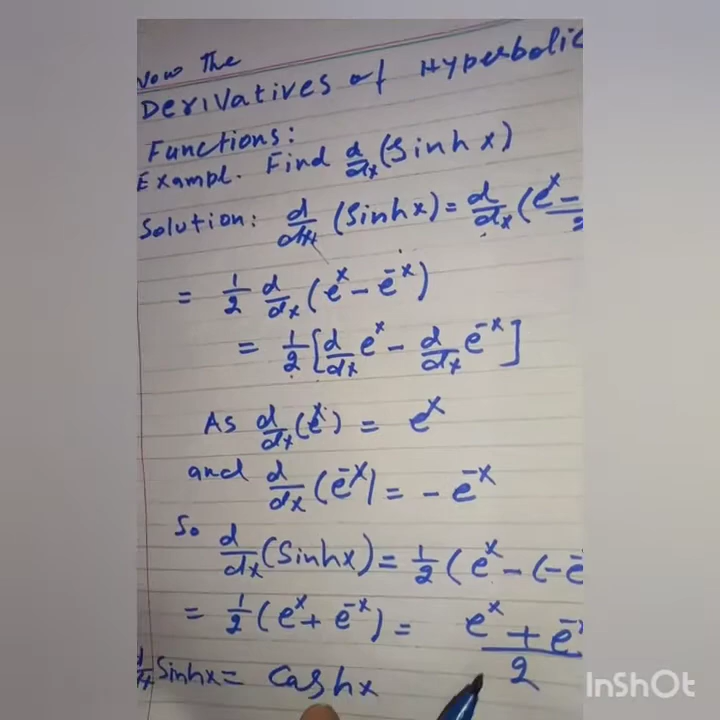 Now The
Derivatives of Hyperbolic
Functions:
Exampl. Find d/dx (Sinh x)
Solution: d/dx (Sinhx) = d/dx (e^x -
= 1/2 d/dx (e^x - e^-x)
= 1/2 [d/dx e^x - d/dx e^-x]
As d/dx (e^x) = e^x
and d/dx (e^-x) = - e^-x
So d/dx (Sinhx) = 1/2 (e^x - (-e
= 1/2 (e^x + e^-x) = e^x + e^- / 2
d/dx Sinhx = Coshx
InShOt